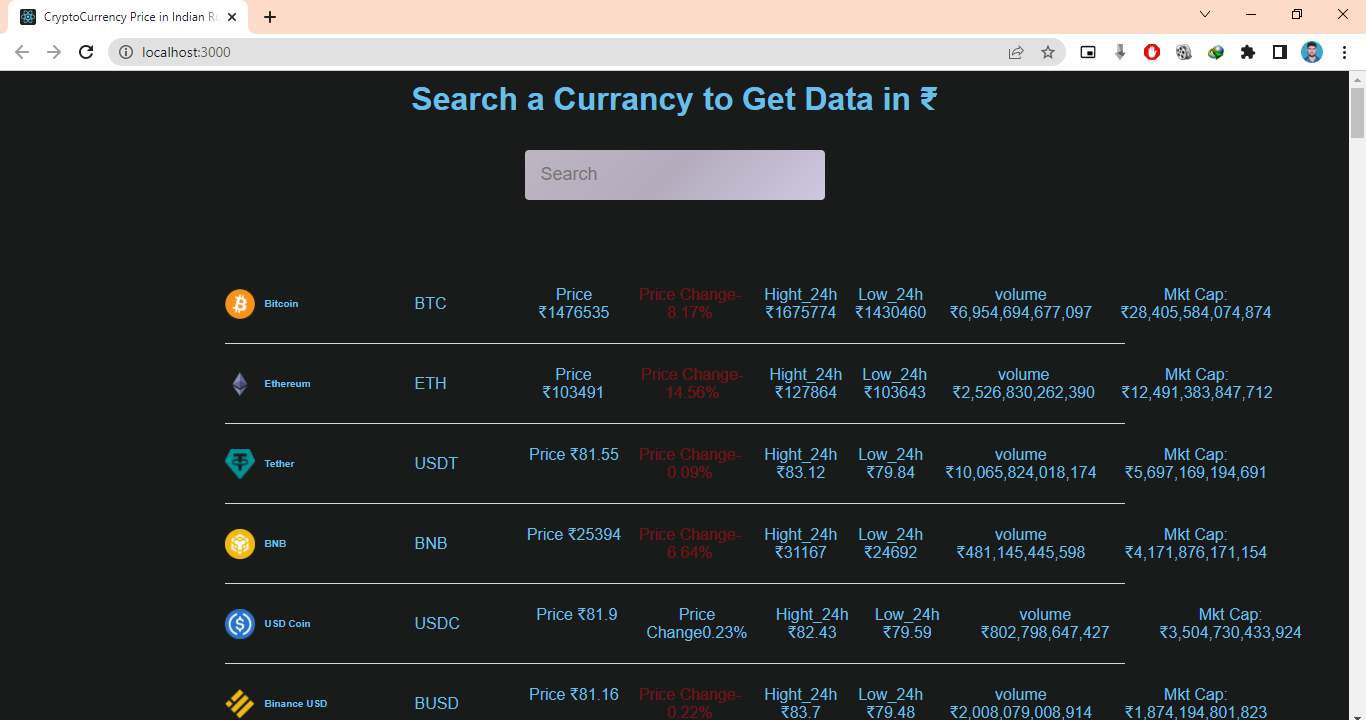 CryptoCurrency Price in Indian Ru
localhost:3000
Search a Currancy to Get Data in ₹
Search
Bitcoin BTC Price ₹1476535 Price Change-8.17% Hight_24h ₹1675774 Low_24h ₹1430460 volume ₹6,954,694,677,097 Mkt Cap: ₹28,405,584,074,874
Ethereum ETH Price ₹103491 Price Change-14.56% Hight_24h ₹127864 Low_24h ₹103643 volume ₹2,526,830,262,390 Mkt Cap: ₹12,491,383,847,712
Tether USDT Price ₹81.55 Price Change-0.09% Hight_24h ₹83.12 Low_24h ₹79.84 volume ₹10,065,824,018,174 Mkt Cap: ₹5,697,169,194,691
BNB BNB Price ₹25394 Price Change-6.64% Hight_24h ₹31167 Low_24h ₹24692 volume ₹481,145,445,598 Mkt Cap: ₹4,171,876,171,154
USD Coin USDC Price ₹81.9 Price Change0.23% Hight_24h ₹82.43 Low_24h ₹79.59 volume ₹802,798,647,427 Mkt Cap: ₹3,504,730,433,924
Binance USD BUSD Price ₹81.16 Price Change-0.22% Hight_24h ₹83.7 Low_24h ₹79.48 volume ₹2,008,079,008,914 Mkt Cap: ₹1,874,194,801,823